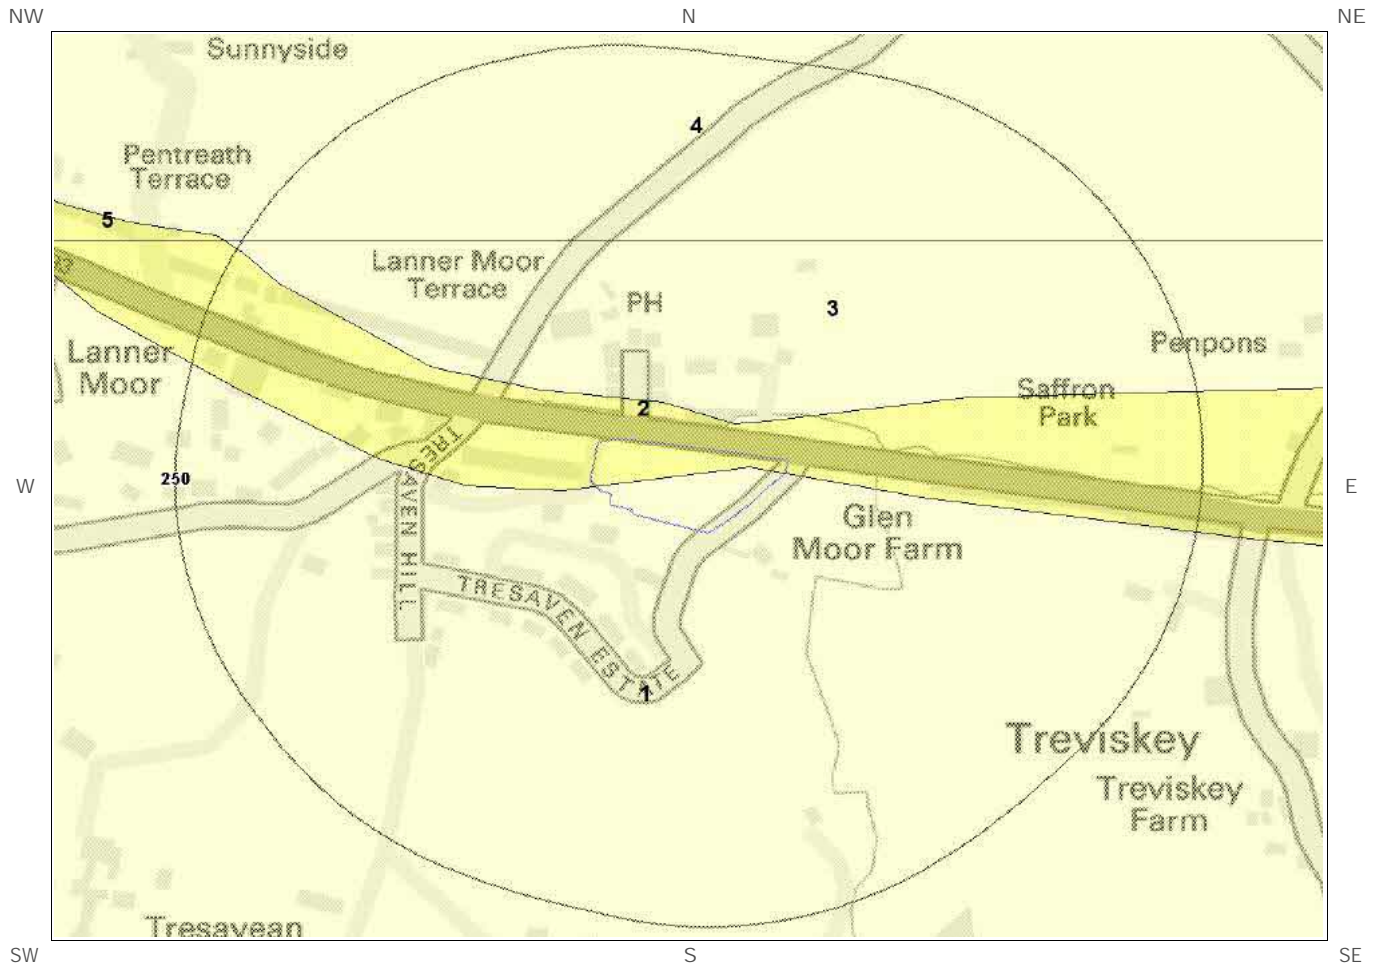 NW
N
NE
Sunnyside
4
Pentreath
Terrace
5
Lanner Moor
Terrace
PH
3
Lanner
Moor
Penpons
Saffron
Park
2
TRESAVEN HILL
250
W
E
Glen
Moor Farm
TRESAVEN ESTATE
1
Treviskey
Treviskey
Farm
Tresavean
SW
S
SE